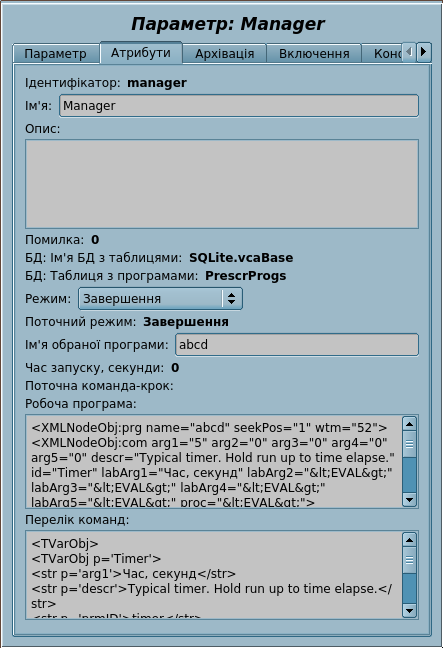 Параметр: Manager
Параметр Атрибути Архівація Включення
Ідентифікатор: manager
Ім'я: Manager
Опис:
Помилка: 0
БД: Ім'я БД з таблицями: SQLite.vcaBase
БД: Таблиця з програмами: PrescrProgs
Режим: Завершення
Поточний режим: Завершення
Ім'я обраної програми: abcd
Час запуску, секунди: 0
Поточна команда-крок:
Робоча програма:
<XMLNodeObj:prg name="abcd" seekPos="1" wtm="52">
<XMLNodeObj:com arg1="5" arg2="0" arg3="0" arg4="0"
arg5="0" descr="Typical timer. Hold run up to time elapse."
id="Timer" labArg1="Час, секунд" labArg2="&lt;EVAL&gt;"
labArg3="&lt;EVAL&gt;" labArg4="&lt;EVAL&gt;"
labArg5="&lt;EVAL&gt;" proc="&lt;EVAL&gt;">
Перелік команд:
<TVarObj>
<TVarObj p='Timer'>
<str p='arg1'>Час, секунд</str>
<str p='descr'>Typical timer. Hold run up to time elapse.</
str>
<str p='prmID'>timer</str>